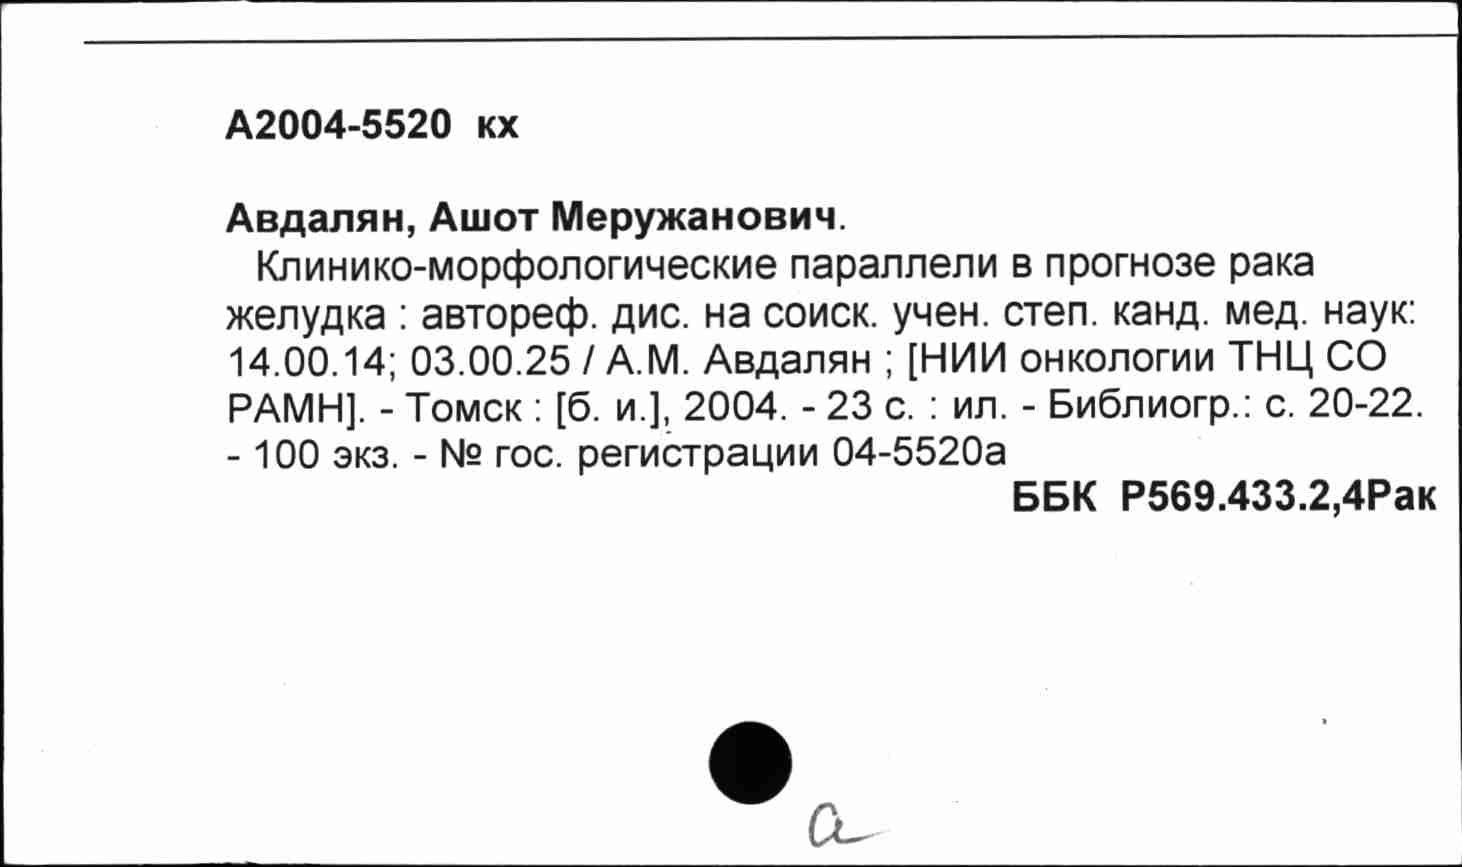 А2004-5520 кх
Авдалян, Ашот Меружанович.
Клинико-морфологические параллели в прогнозе рака
желудка : автореф. дис. на соиск. учен. степ. канд. мед. наук:
14.00.14; 03.00.25 / А.М. Авдалян ; [НИИ онкологии ТНЦ СО
РАМН]. - Томск : [б. и.], 2004. - 23 с. : ил. - Библиогр.: с. 20-22.
- 100 экз. - № гос. регистрации 04-5520а
ББК Р569.433.2,4Рак
а